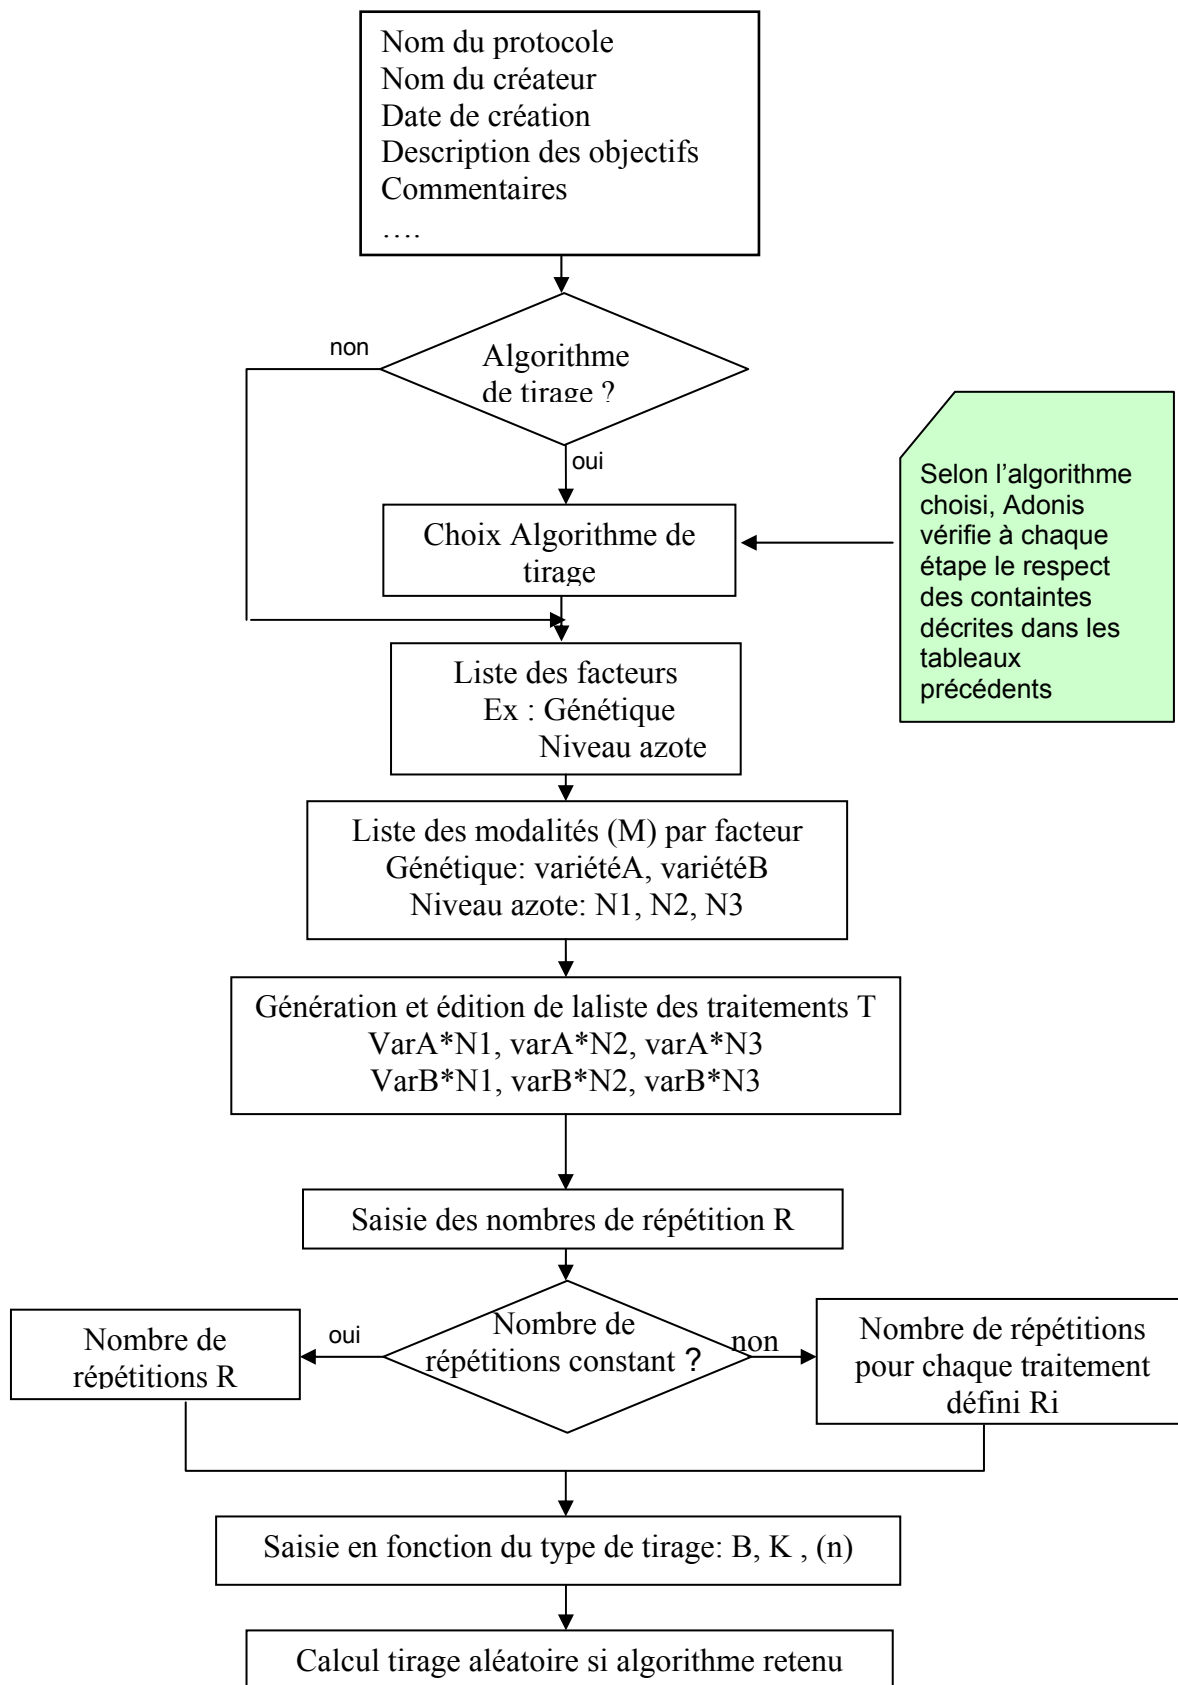 Nom du protocole
Nom du créateur
Date de création
Description des objectifs
Commentaires
….
non
Algorithme
de tirage ?
oui
Choix Algorithme de
tirage
Selon l'algorithme
choisi, Adonis
vérifie à chaque
étape le respect
des containtes
décrites dans les
tableaux
précédents
Liste des facteurs
Ex : Génétique
Niveau azote
Liste des modalités (M) par facteur
Génétique: variétéA, variétéB
Niveau azote: N1, N2, N3
Génération et édition de laliste des traitements T
VarA*N1, varA*N2, varA*N3
VarB*N1, varB*N2, varB*N3
Saisie des nombres de répétition R
Nombre de
répétitions R
oui
Nombre de
répétitions constant ?
non
Nombre de répétitions
pour chaque traitement
défini Ri
Saisie en fonction du type de tirage: B, K , (n)
Calcul tirage aléatoire si algorithme retenu